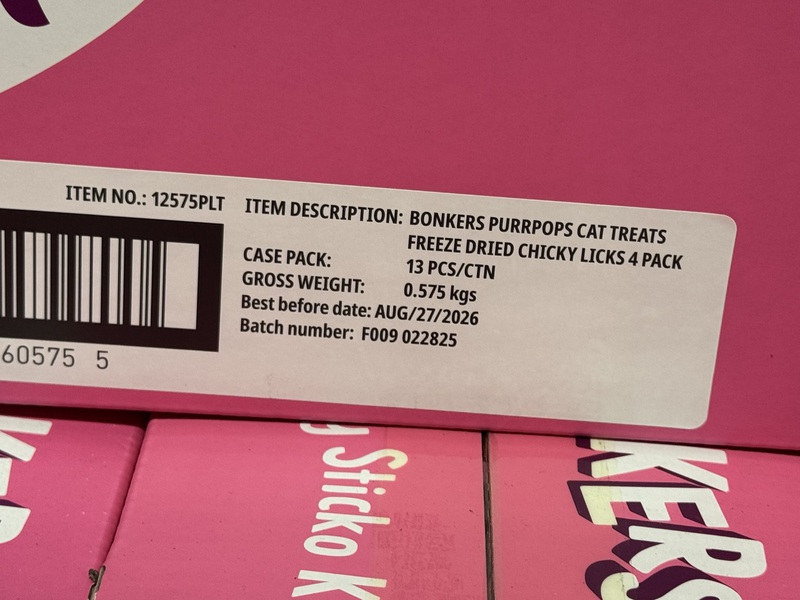 ITEM NO.: 12575PLT
ITEM DESCRIPTION: BONKERS PURRPOPS CAT TREATS
FREEZE DRIED CHICKY LICKS 4 PACK
CASE PACK: 13 PCS/CTN
GROSS WEIGHT: 0.575 kgs
Best before date: AUG/27/2026
Batch number: F009 022825
60575 5
Sticko K
KERS